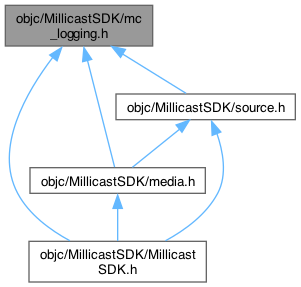 objc/MillicastSDK/mc
_logging.h
objc/MillicastSDK/source.h
objc/MillicastSDK/media.h
objc/MillicastSDK/Millicast
SDK.h